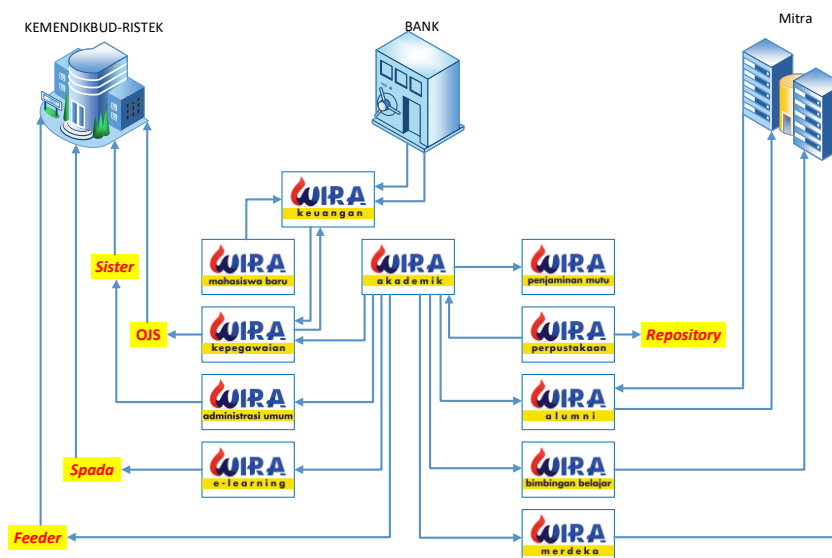 KEMENDIKBUD-RISTEK
BANK
Mitra
WIRA
keuangan
WIRA
mahasiswa baru
WIRA
akademik
WIRA
penjaminan mutu
Sister
OJS
WIRA
kepegawaian
WIRA
perpustakaan
Repository
WIRA
administrasi umum
WIRA
alumni
Spada
WIRA
e-learning
WIRA
bimbingan belajar
Feeder
WIRA
merdeka